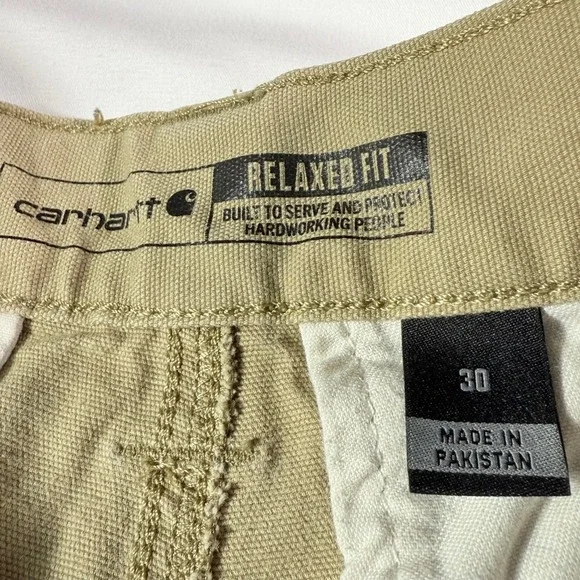 carhartt
RELAXED FIT
BUILT TO SERVE AND PROTECT
HARDWORKING PEOPLE
30
MADE IN
PAKISTAN